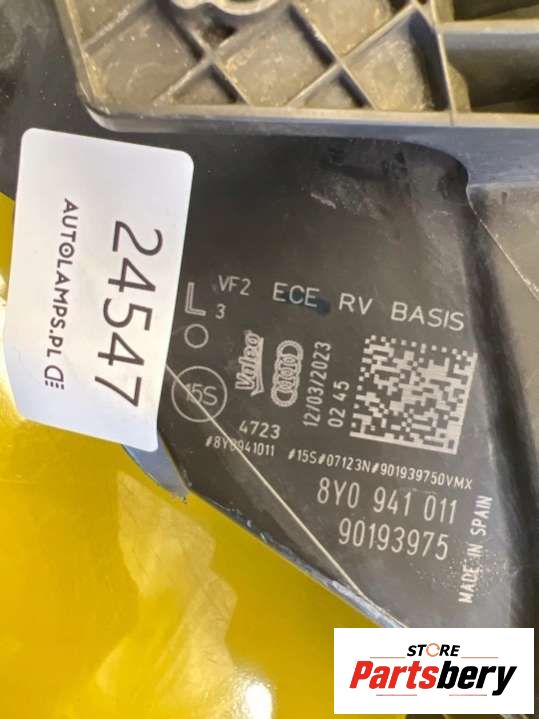 24547
AUTOLAMPS.PL
L VF2 ECE RV BASIS
3
15S
Valeo
12/03/2023
02 45
4723
#8Y0941011 #15S#07123N#901939750VMX
8Y0 941 011
90193975
MADE IN SPAIN
STORE
Partsbery